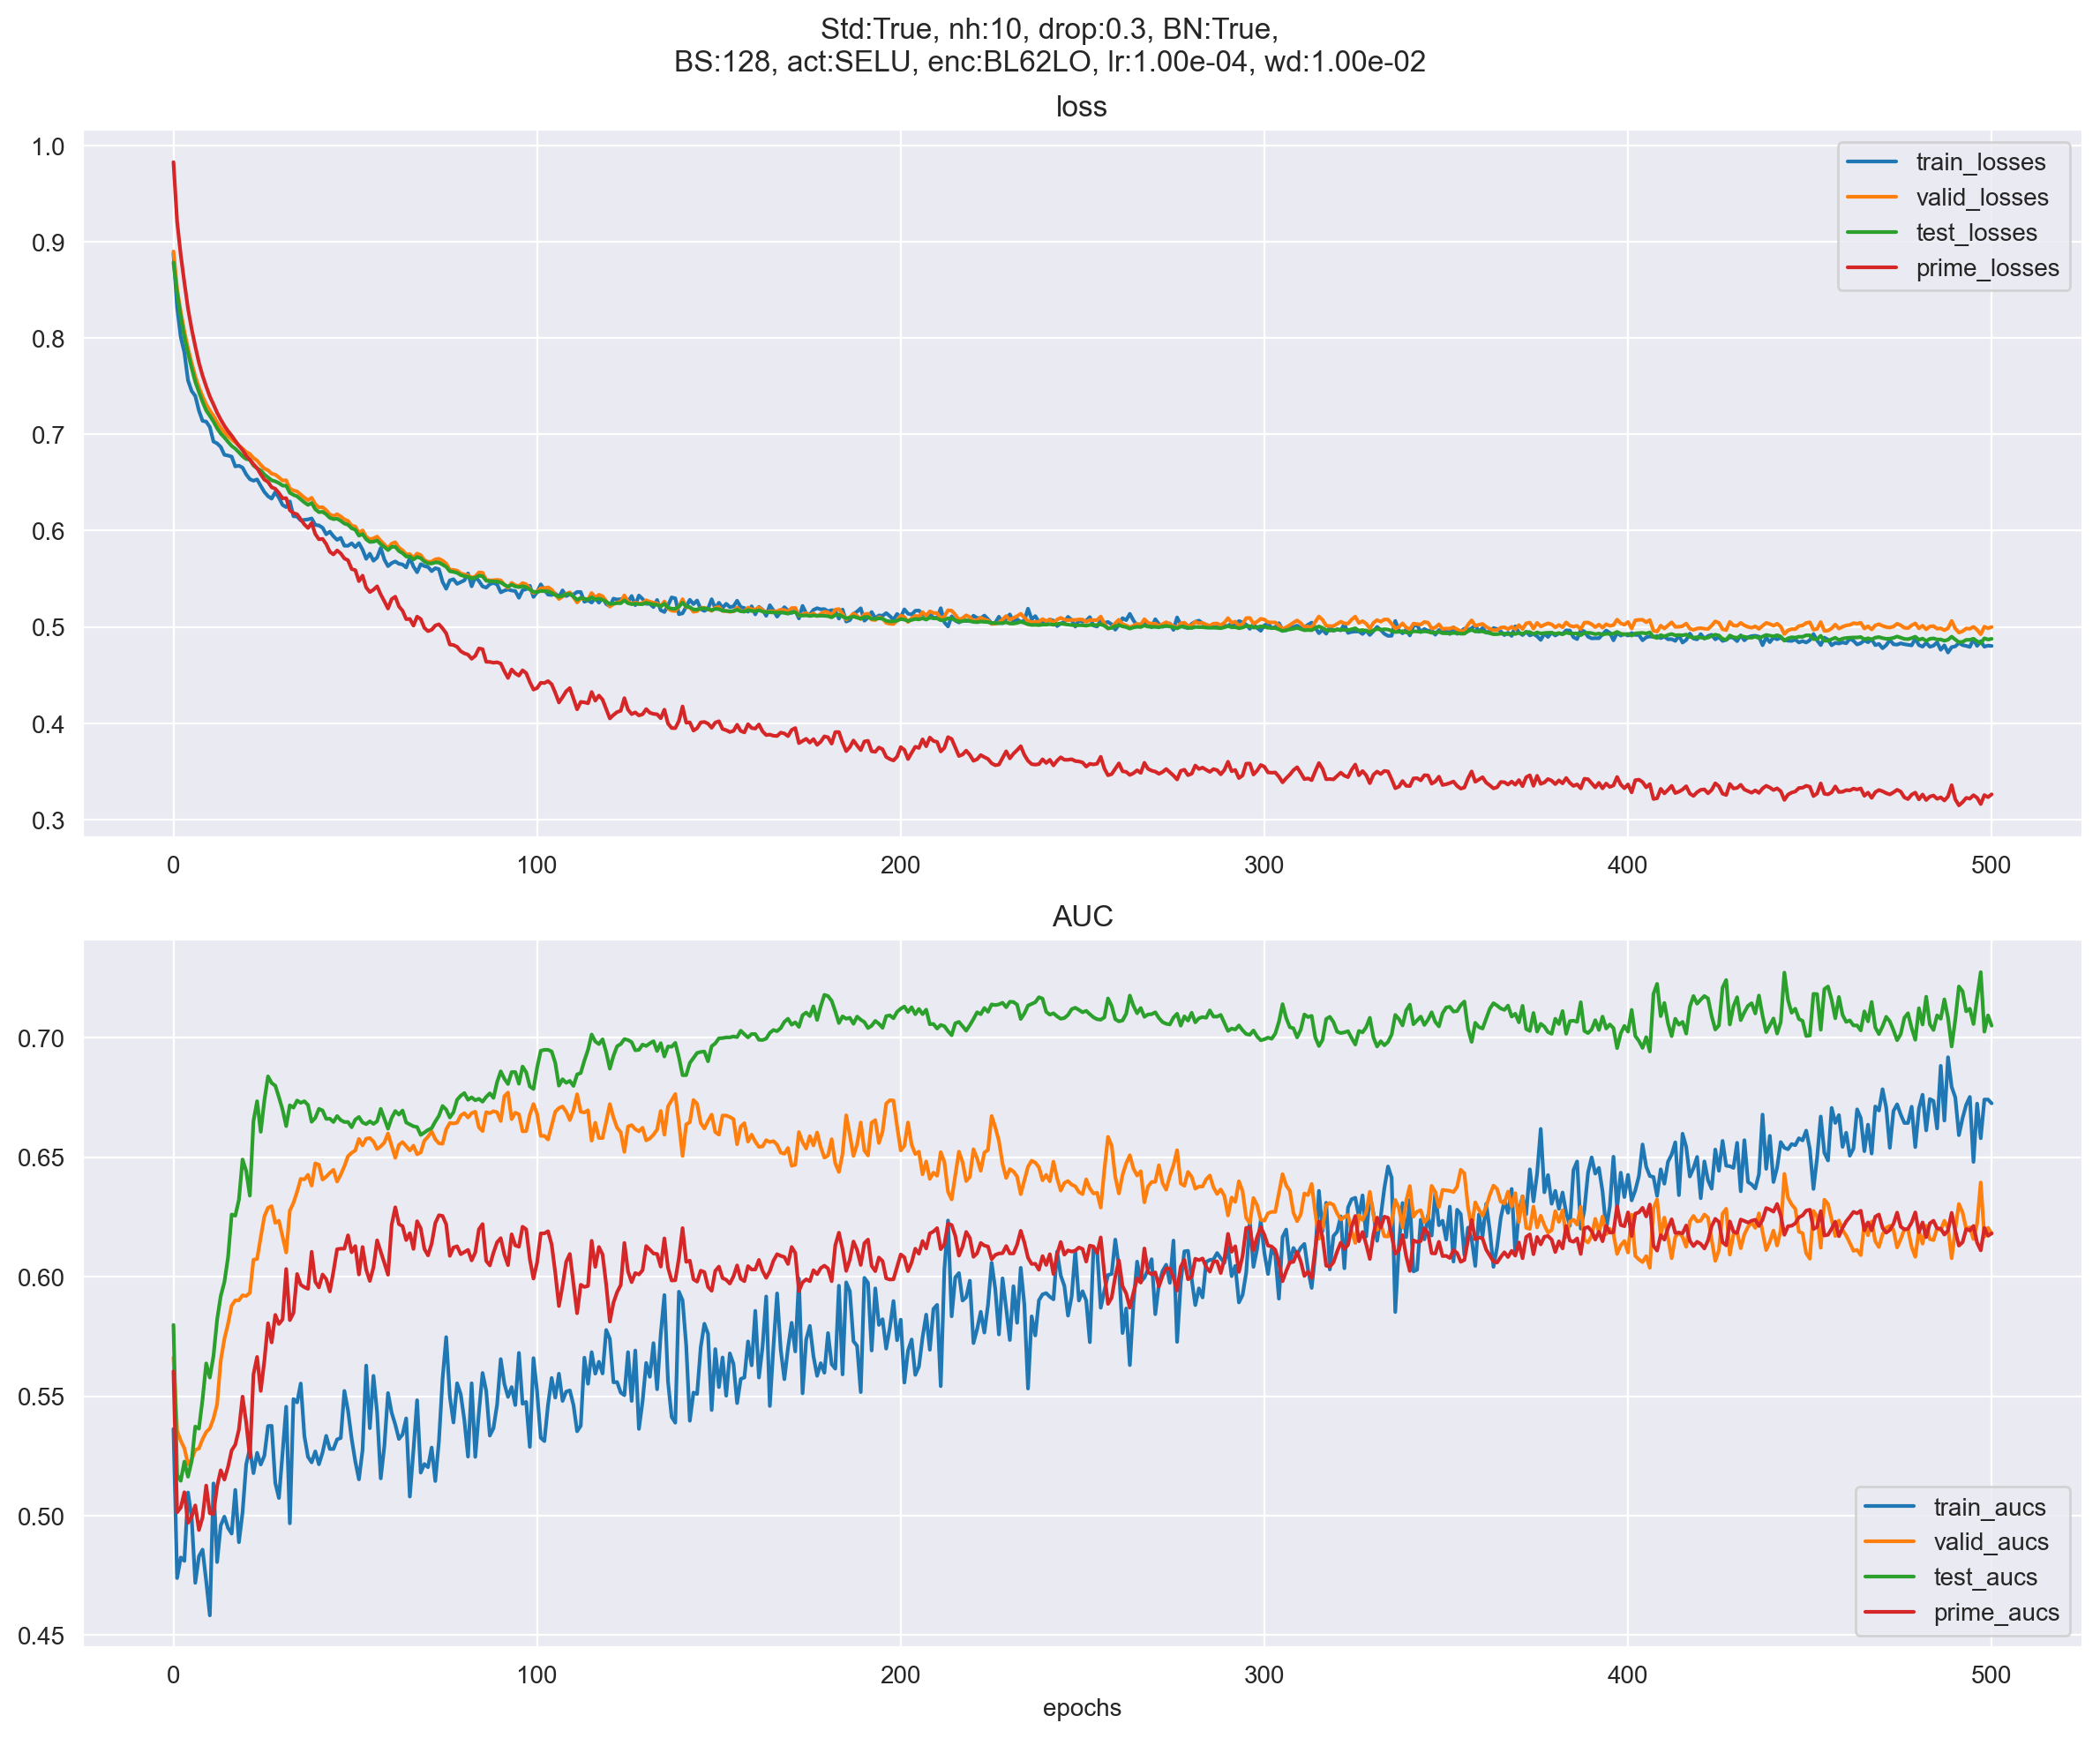 Std:True, nh:10, drop:0.3, BN:True,
BS:128, act:SELU, enc:BL62LO, lr:1.00e-04, wd:1.00e-02
loss
1.0
0.9
0.8
0.7
0.6
0.5
0.4
0.3
train_losses
valid_losses
test_losses
prime_losses
0 100 200 300 400 500
AUC
0.70
0.65
0.60
0.55
0.50
0.45
train_aucs
valid_aucs
test_aucs
prime_aucs
0 100 200 300 400 500
epochs